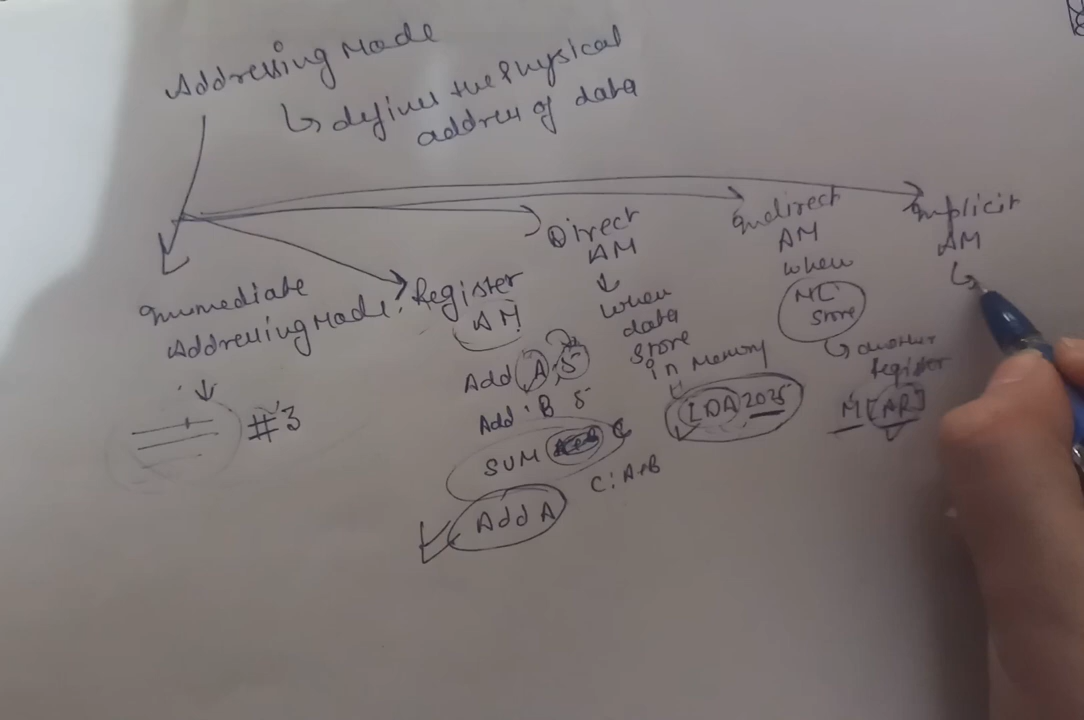 Addressing Mode
↳ defines the Physical
address of data
Immediate
Addressing Mode:
#3
Register
AM
Add A, 5
Add B 5
SUM C
C: A+B
Add A
Direct
AM
when
data
store
in Memory
LDA 2025
Indirect
AM
when
store
↳ another
Register
M [AR]
Implicit
AM